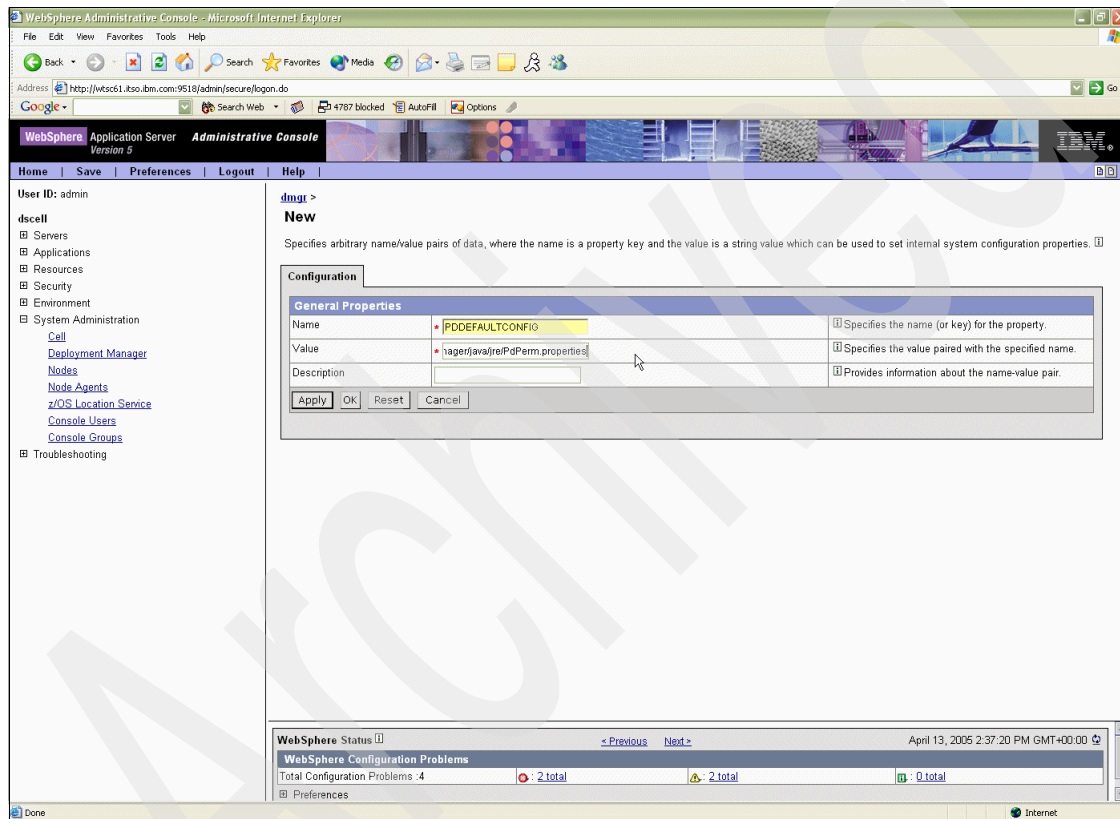 WebSphere Administrative Console - Microsoft Internet Explorer
File Edit View Favorites Tools Help
Back Search Favorites Media
Address http://wtsc61.itso.ibm.com:9518/admin/secure/logon.do Go
Google Search Web 4787 blocked AutoFill Options
WebSphere Application Server Administrative Console
Version 5
IBM
Home | Save | Preferences | Logout | Help |
User ID: admin
dscell
Servers
Applications
Resources
Security
Environment
System Administration
Cell
Deployment Manager
Nodes
Node Agents
z/OS Location Service
Console Users
Console Groups
Troubleshooting
dmgr >
New
Specifies arbitrary name/value pairs of data, where the name is a property key and the value is a string value which can be used to set internal system configuration properties.
Configuration
General Properties
Name * PDDEFAULTCONFIG Specifies the name (or key) for the property.
Value * nager/java/jre/PdPerm.properties Specifies the value paired with the specified name.
Description Provides information about the name-value pair.
Apply OK Reset Cancel
WebSphere Status < Previous Next > April 13, 2005 2:37:20 PM GMT+00:00
WebSphere Configuration Problems
Total Configuration Problems :4 : 2 total : 2 total : 0 total
Preferences
Done Internet
Archived